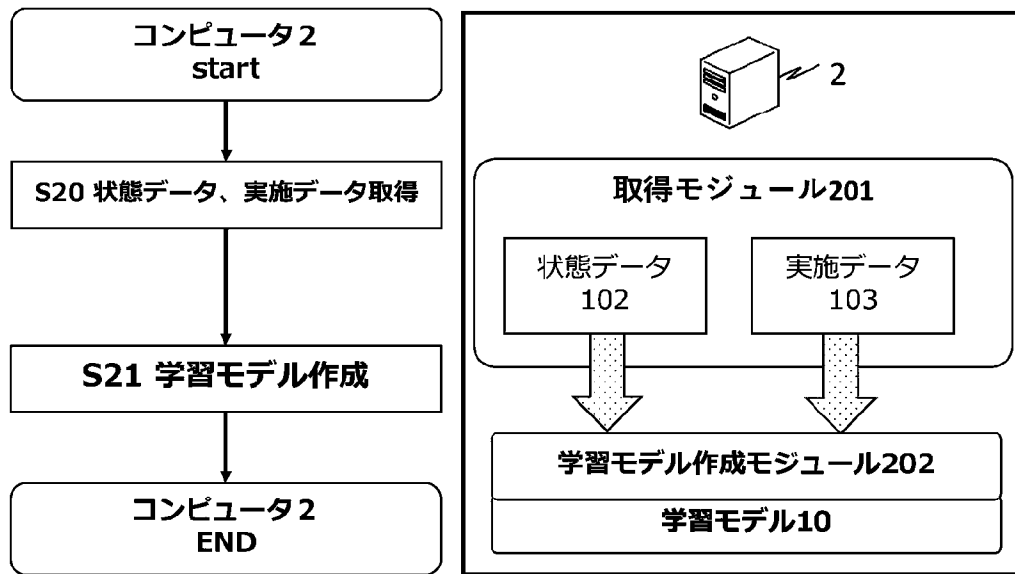 コンピュータ2
start
S20 状態データ、実施データ取得
S21 学習モデル作成
コンピュータ2
END
2
取得モジュール201
状態データ
102
実施データ
103
学習モデル作成モジュール202
学習モデル10